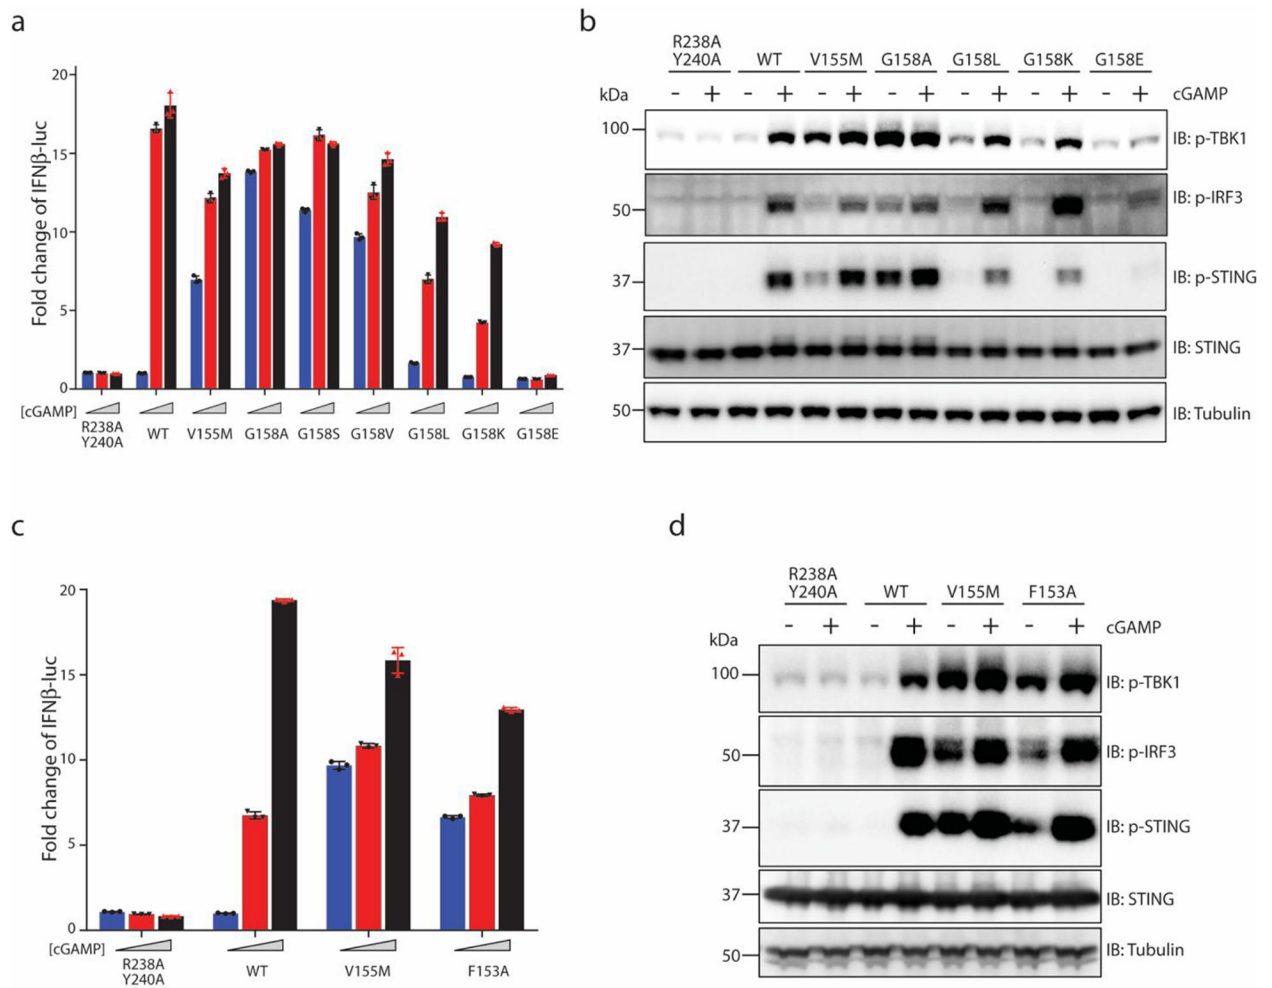 a
Fold change of IFNβ-luc
20
15
10
5
0
[cGAMP]
R238A
Y240A
WT
V155M
G158A
G158S
G158V
G158L
G158K
G158E
b
R238A
Y240A
WT
V155M
G158A
G158L
G158K
G158E
kDa
- + - + - + - + - + - + - +
cGAMP
100
IB: p-TBK1
50
IB: p-IRF3
37
IB: p-STING
37
IB: STING
50
IB: Tubulin
c
Fold change of IFNβ-luc
20
15
10
5
0
[cGAMP]
R238A
Y240A
WT
V155M
F153A
d
R238A
Y240A
WT
V155M
F153A
kDa
- + - + - + - +
cGAMP
100
IB: p-TBK1
50
IB: p-IRF3
37
IB: p-STING
37
IB: STING
50
IB: Tubulin